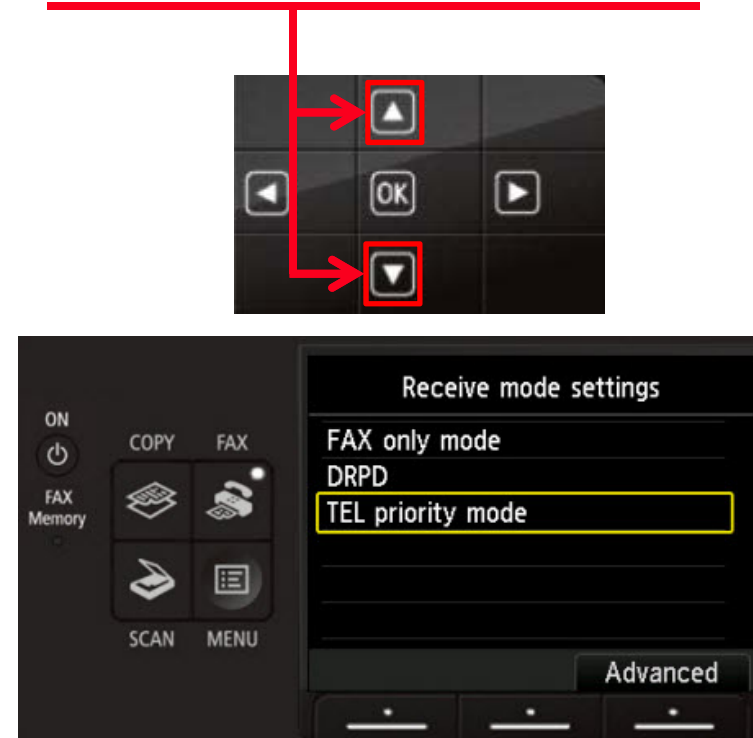 OK
Receive mode settings
ON
COPY FAX
FAX only mode
DRPD
FAX
Memory
TEL priority mode
SCAN MENU
Advanced